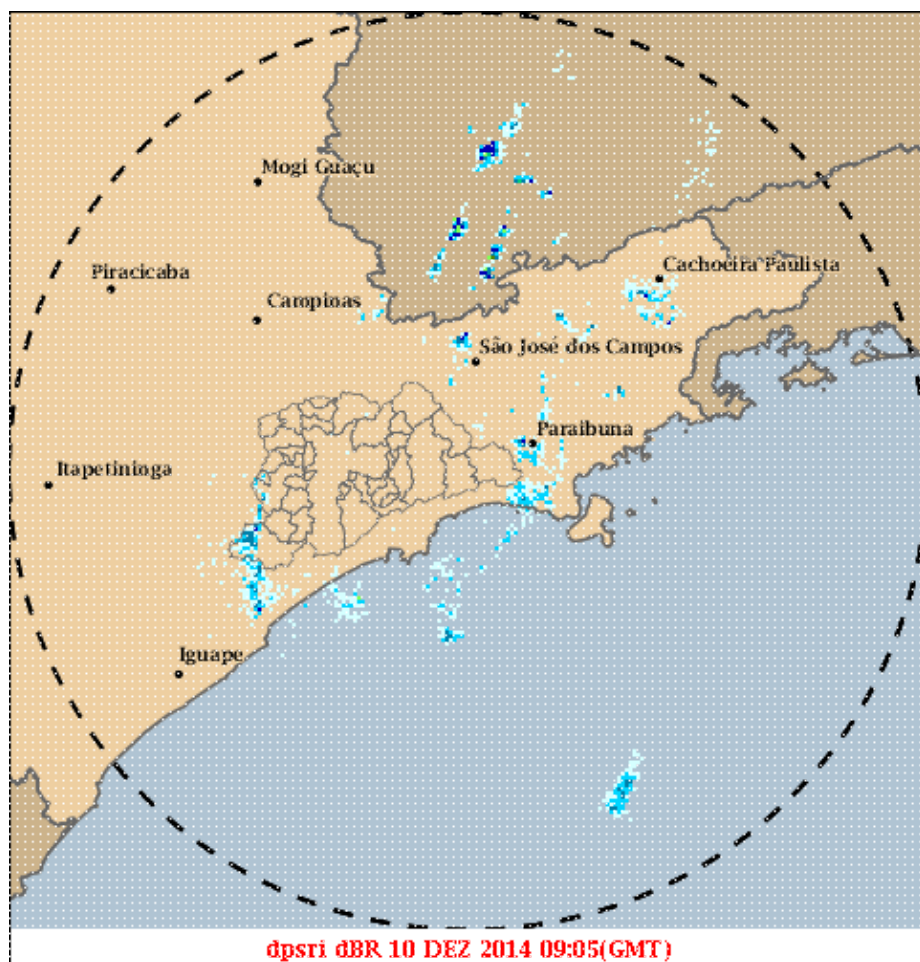 Mogi Guaçu
Piracicaba
Cachoeira Paulista
Campinas
São José dos Campos
Paraibuna
Itapetininga
Iguape
dpsri dBR 10 DEZ 2014 09:05(GMT)